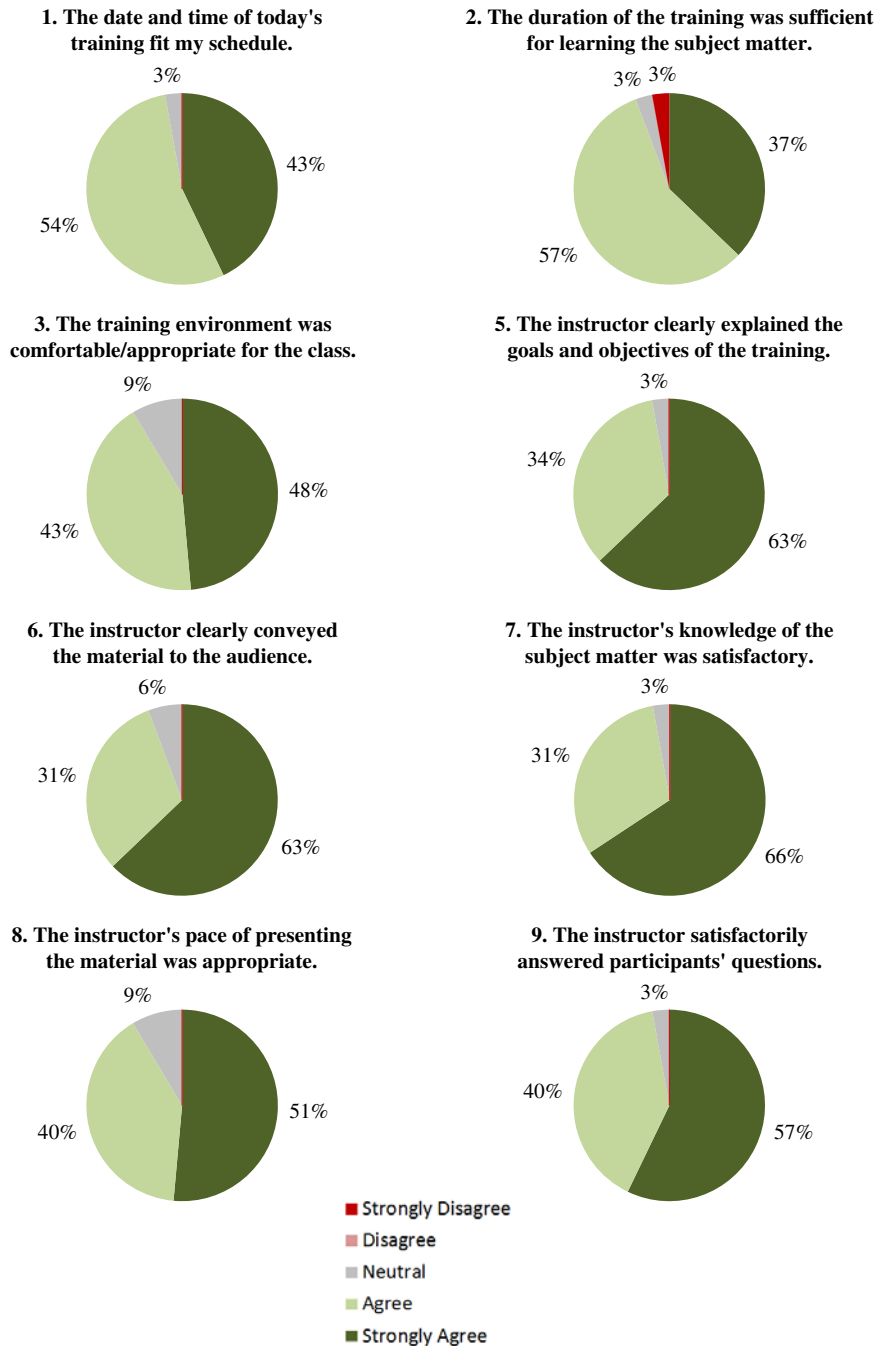 1. The date and time of today's
training fit my schedule.
3%
43%
54%
2. The duration of the training was sufficient
for learning the subject matter.
3% 3%
37%
57%
3. The training environment was
comfortable/appropriate for the class.
9%
48%
43%
5. The instructor clearly explained the
goals and objectives of the training.
3%
34%
63%
6. The instructor clearly conveyed
the material to the audience.
6%
31%
63%
7. The instructor's knowledge of the
subject matter was satisfactory.
3%
31%
66%
8. The instructor's pace of presenting
the material was appropriate.
9%
51%
40%
9. The instructor satisfactorily
answered participants' questions.
3%
40%
57%
Strongly Disagree
Disagree
Neutral
Agree
Strongly Agree